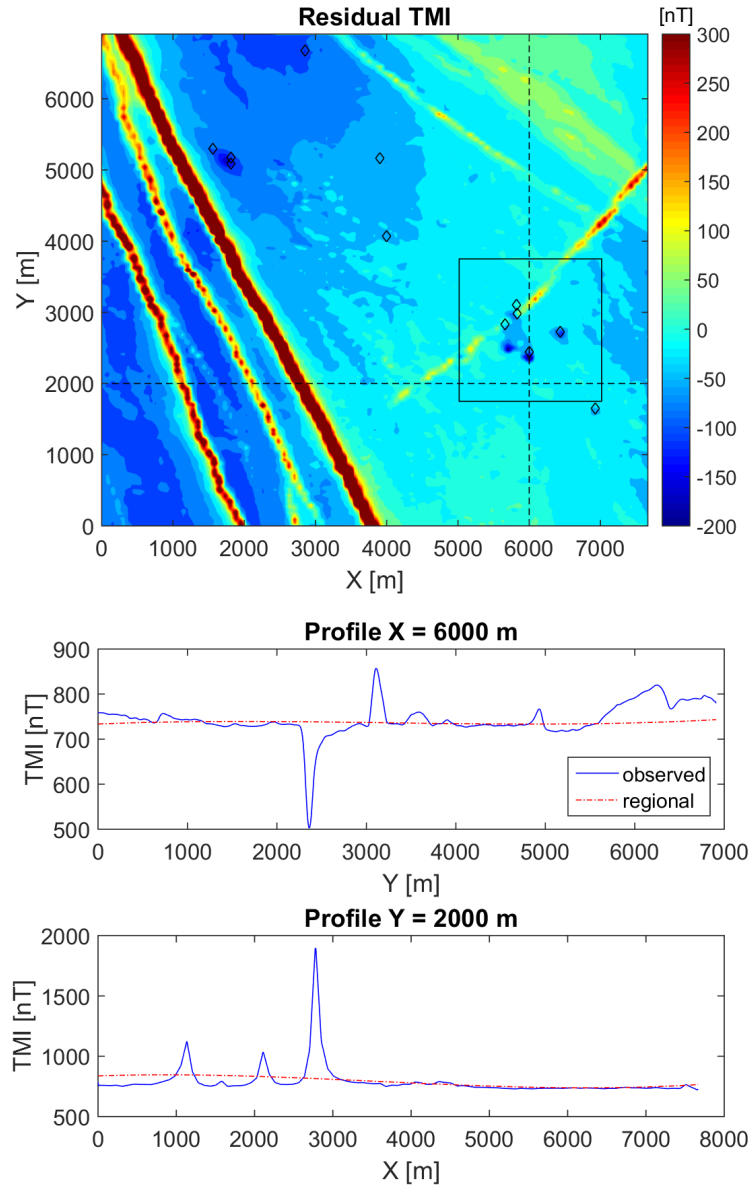 Residual TMI
[nT]
300
250
200
150
100
50
0
-50
-100
-150
-200
Y [m]
6000
5000
4000
3000
2000
1000
0
0 1000 2000 3000 4000 5000 6000 7000
X [m]
Profile X = 6000 m
TMI [nT]
900
800
700
600
500
observed
regional
0 1000 2000 3000 4000 5000 6000 7000
Y [m]
Profile Y = 2000 m
TMI [nT]
2000
1500
1000
500
0 1000 2000 3000 4000 5000 6000 7000 8000
X [m]